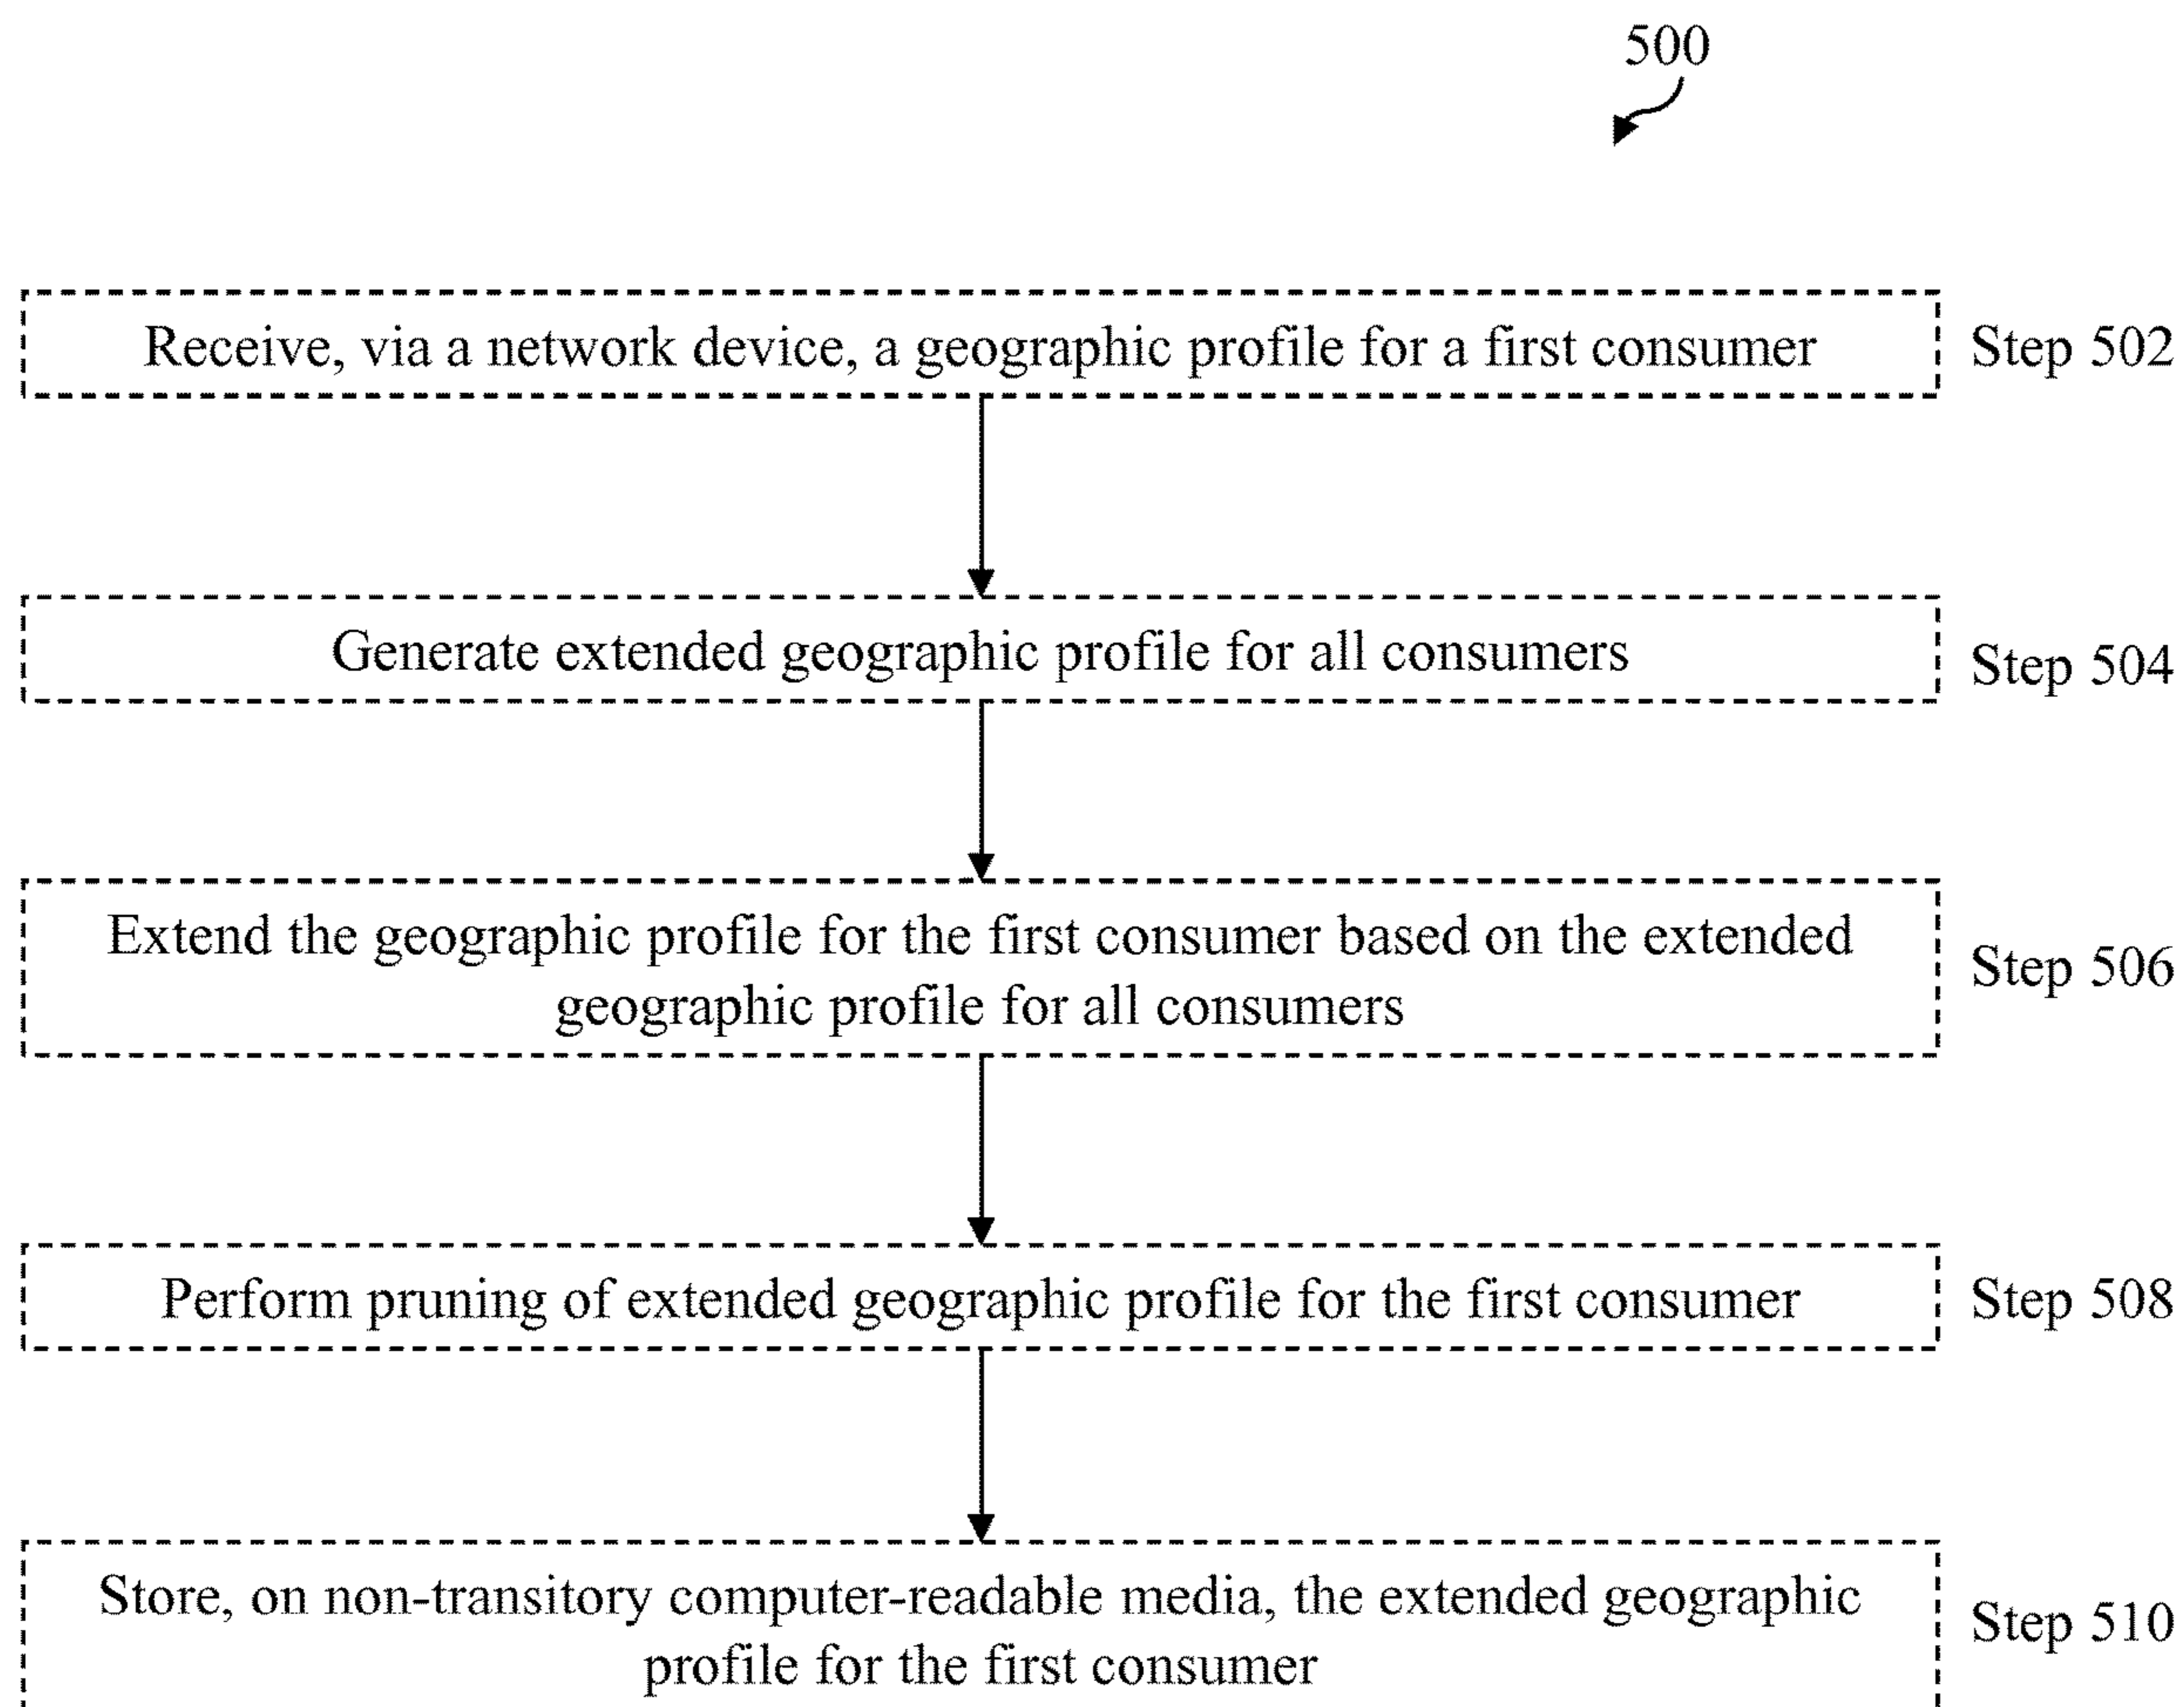 500
Receive, via a network device, a geographic profile for a first consumer
Step 502
Generate extended geographic profile for all consumers
Step 504
Extend the geographic profile for the first consumer based on the extended
geographic profile for all consumers
Step 506
Perform pruning of extended geographic profile for the first consumer
Step 508
Store, on non-transitory computer-readable media, the extended geographic
profile for the first consumer
Step 510